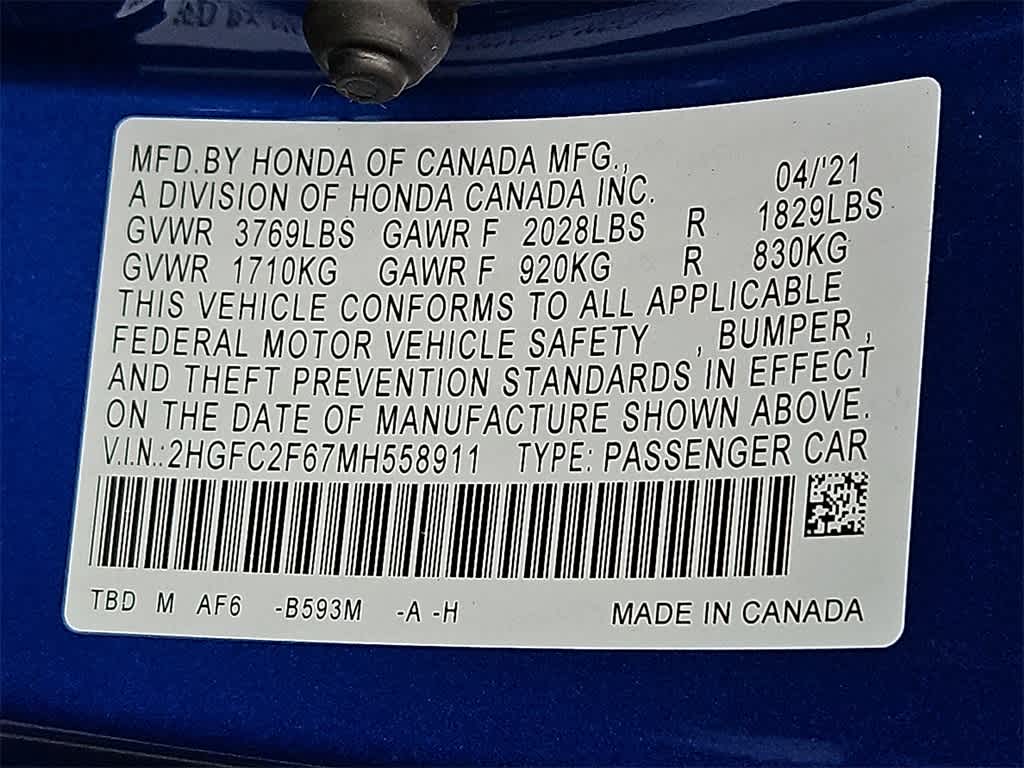 MFD.BY HONDA OF CANADA MFG.,
A DIVISION OF HONDA CANADA INC. 04/'21
GVWR 3769LBS GAWR F 2028LBS R 1829LBS
GVWR 1710KG GAWR F 920KG R 830KG
THIS VEHICLE CONFORMS TO ALL APPLICABLE
FEDERAL MOTOR VEHICLE SAFETY , BUMPER ,
AND THEFT PREVENTION STANDARDS IN EFFECT
ON THE DATE OF MANUFACTURE SHOWN ABOVE.
V.I.N.:2HGFC2F67MH558911 TYPE: PASSENGER CAR
TBD M AF6 -B593M -A -H MADE IN CANADA